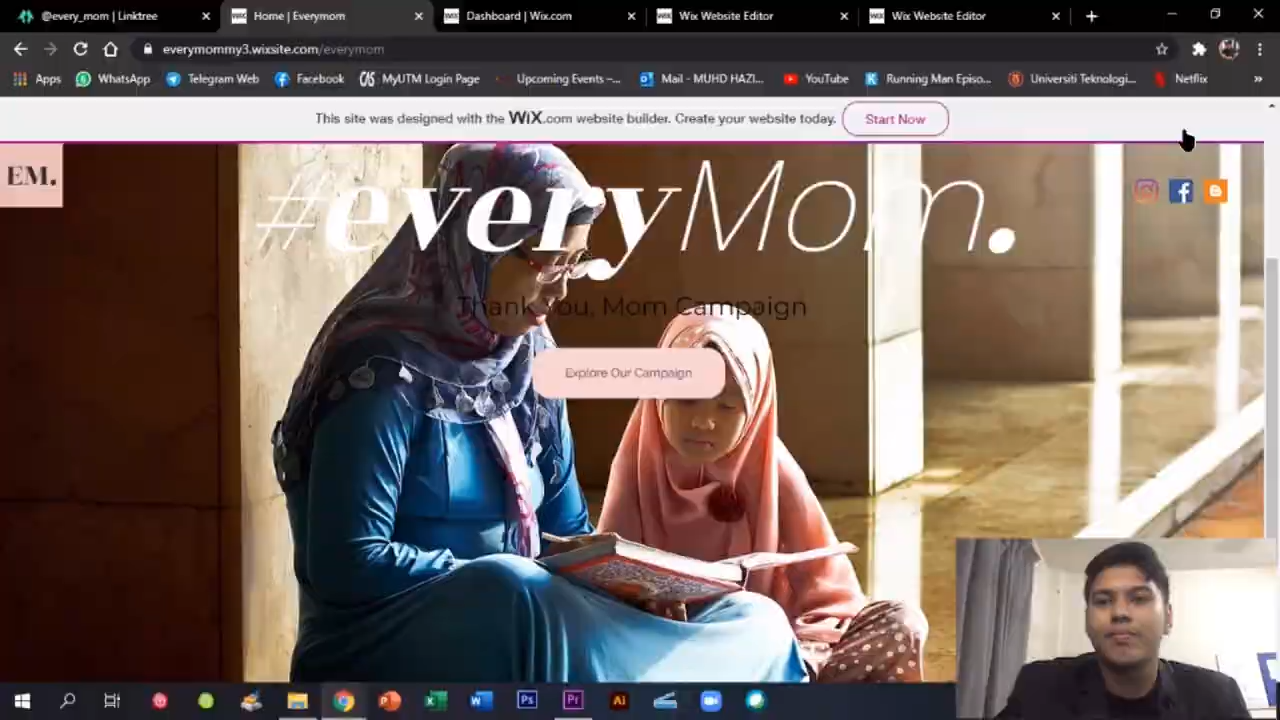 @every_mom | Linktree
Home | Everymom
Dashboard | Wix.com
Wix Website Editor
Wix Website Editor
everymommy3.wixsite.com/everymom
Apps
WhatsApp
Telegram Web
Facebook
MyUTM Login Page
Upcoming Events –...
Mail - MUHD HAZI...
YouTube
Running Man Episo...
Universiti Teknologi...
Netflix
»
This site was designed with the WiX.com website builder. Create your website today.
Start Now
EM.
#everyMom.
Thank You, Mom Campaign
Explore Our Campaign
Ps
Pr
Ai